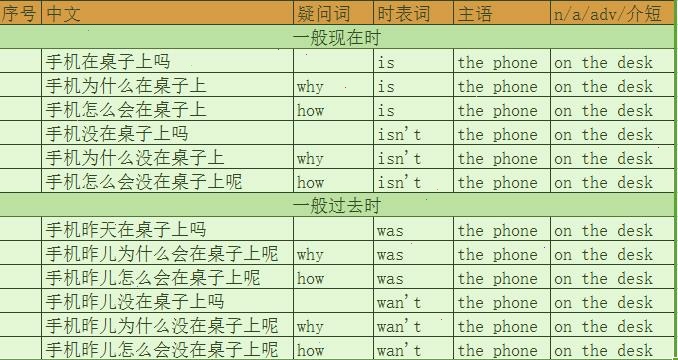 序号 中文 疑问词 时表词 主语 n/a/adv/介短
一般现在时
手机在桌子上吗 is the phone on the desk
手机为什么在桌子上 why is the phone on the desk
手机怎么会在桌子上 how is the phone on the desk
手机没在桌子上吗 isn't the phone on the desk
手机为什么没在桌子上 why isn't the phone on the desk
手机怎么会没在桌子上呢 how isn't the phone on the desk
一般过去时
手机昨天在桌子上吗 was the phone on the desk
手机昨儿为什么会在桌子上呢 why was the phone on the desk
手机昨儿怎么会在桌子上呢 how was the phone on the desk
手机昨儿没在桌子上吗 wan't the phone on the desk
手机昨儿为什么没在桌子上呢 why wan't the phone on the desk
手机昨儿怎么会没在桌子上呢 how wan't the phone on the desk